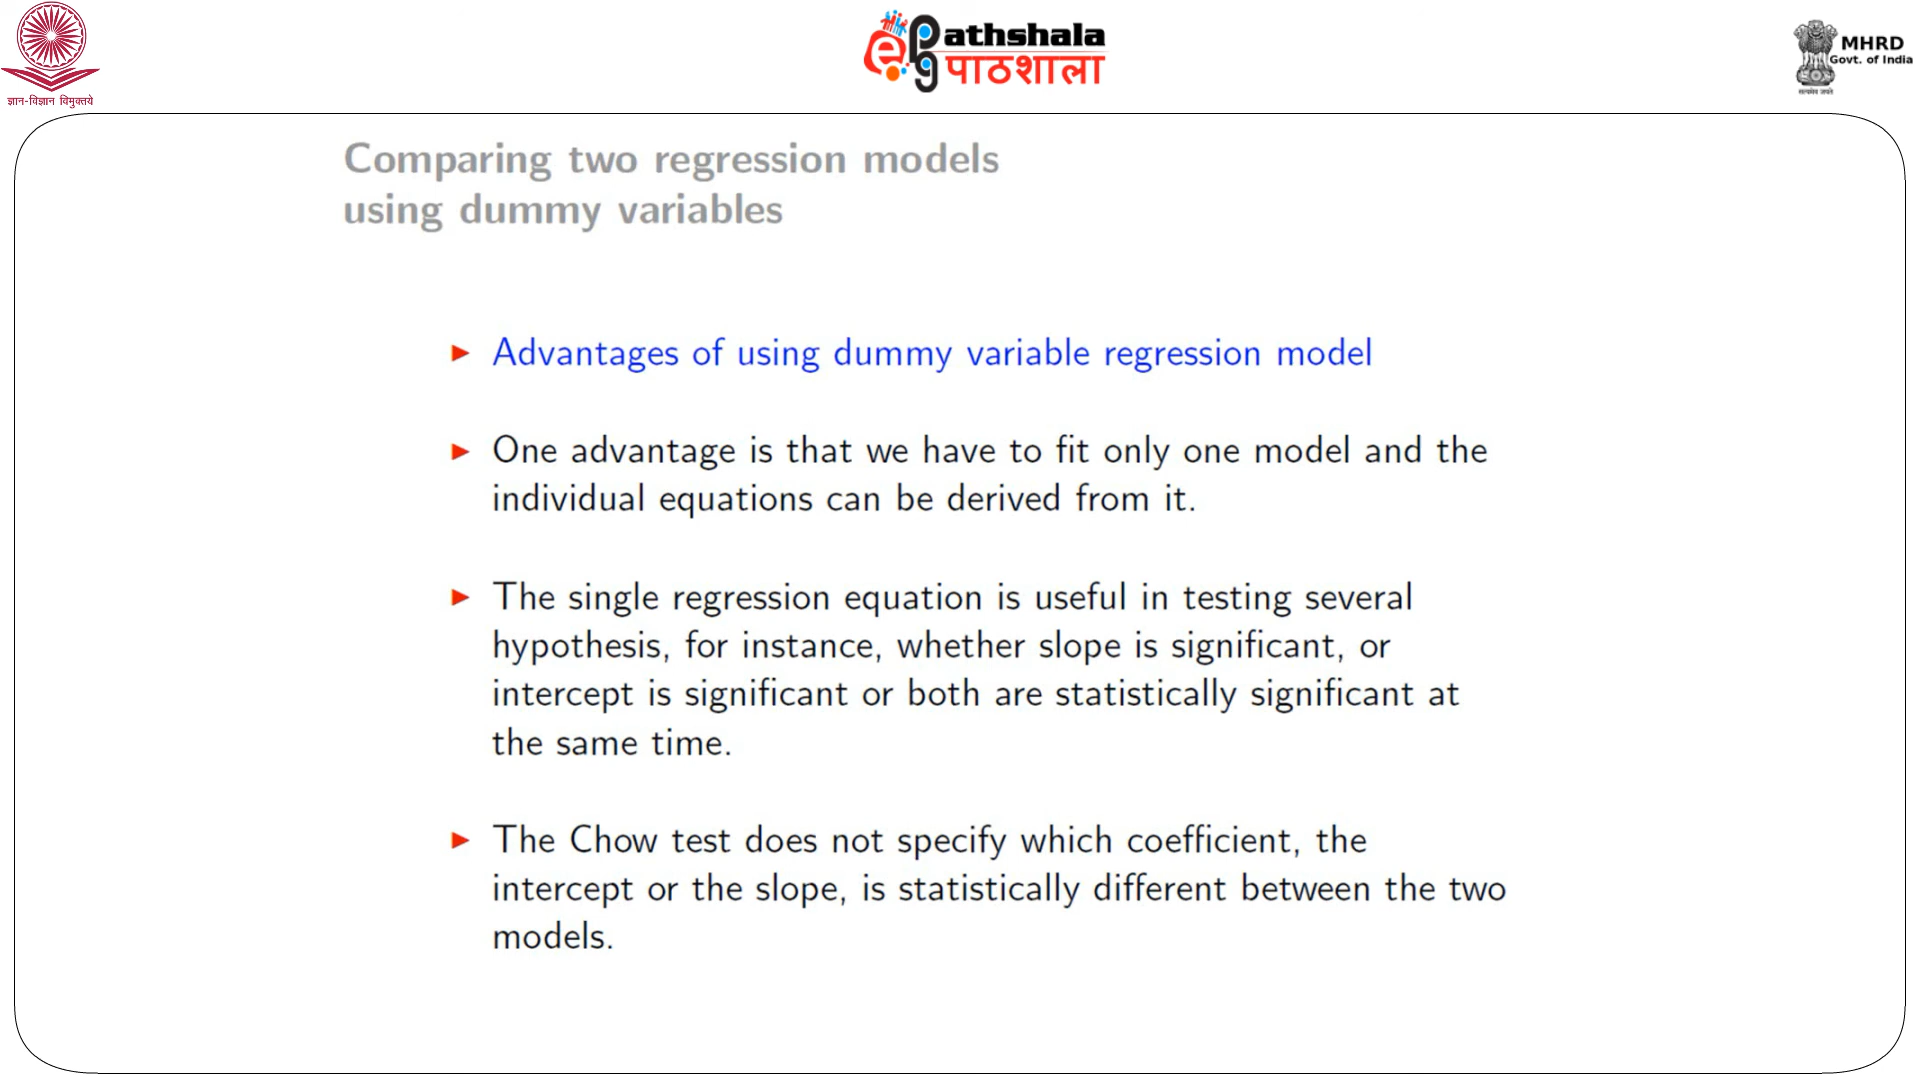 ज्ञान-विज्ञान विमुक्तये
ePathshala
पाठशाला
MHRD
Govt. of India
सत्यमेव जयते
Comparing two regression models
using dummy variables
Advantages of using dummy variable regression model
One advantage is that we have to fit only one model and the
individual equations can be derived from it.
The single regression equation is useful in testing several
hypothesis, for instance, whether slope is significant, or
intercept is significant or both are statistically significant at
the same time.
The Chow test does not specify which coefficient, the
intercept or the slope, is statistically different between the two
models.